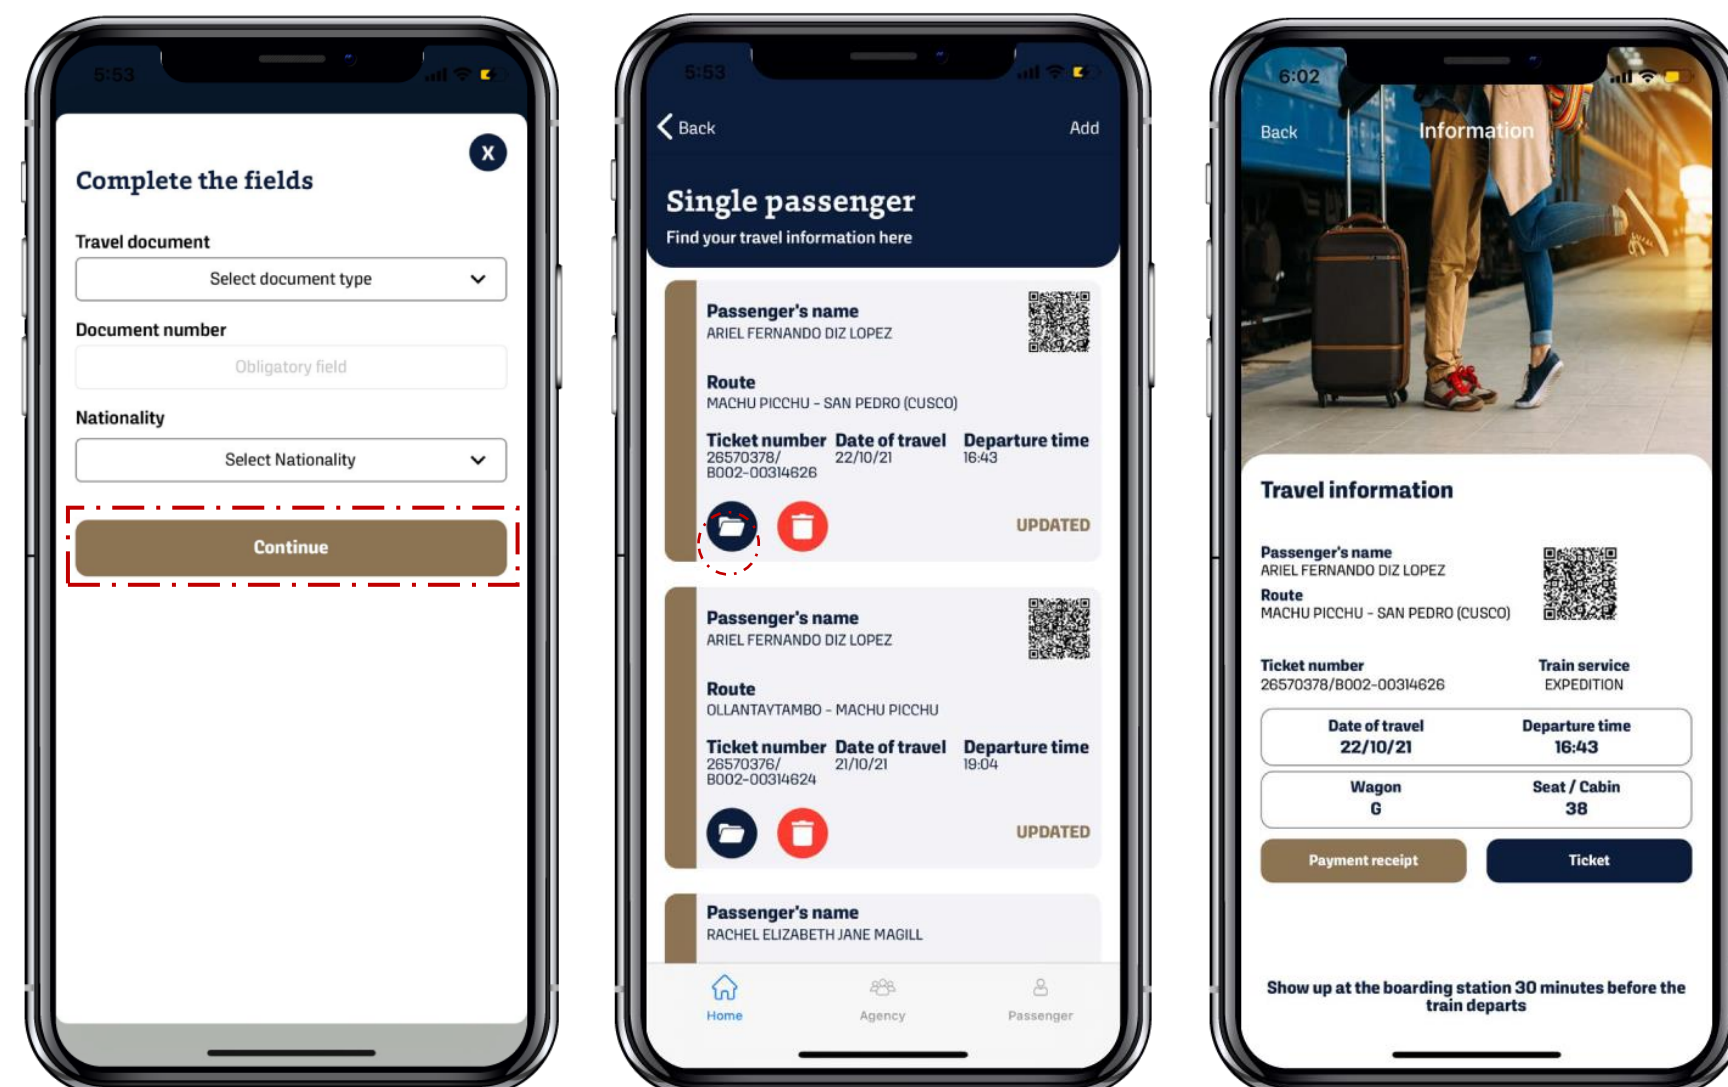 5:53
X
Complete the fields
Travel document
Select document type
Document number
Obligatory field
Nationality
Select Nationality
Continue
5:53
Back
Add
Single passenger
Find your travel information here
Passenger's name
ARIEL FERNANDO DIZ LOPEZ
Route
MACHU PICCHU - SAN PEDRO (CUSCO)
Ticket number Date of travel Departure time
26570378/ 22/10/21 16:43
B002-00314626
UPDATED
Passenger's name
ARIEL FERNANDO DIZ LOPEZ
Route
OLLANTAYTAMBO - MACHU PICCHU
Ticket number Date of travel Departure time
26570376/ 21/10/21 19:04
B002-00314624
UPDATED
Passenger's name
RACHEL ELIZABETH JANE MAGILL
Home
Agency
Passenger
6:02
Back
Information
Travel information
Passenger's name
ARIEL FERNANDO DIZ LOPEZ
Route
MACHU PICCHU - SAN PEDRO (CUSCO)
Ticket number Train service
26570378/B002-00314626 EXPEDITION
Date of travel Departure time
22/10/21 16:43
Wagon Seat / Cabin
G 38
Payment receipt Ticket
Show up at the boarding station 30 minutes before the
train departs